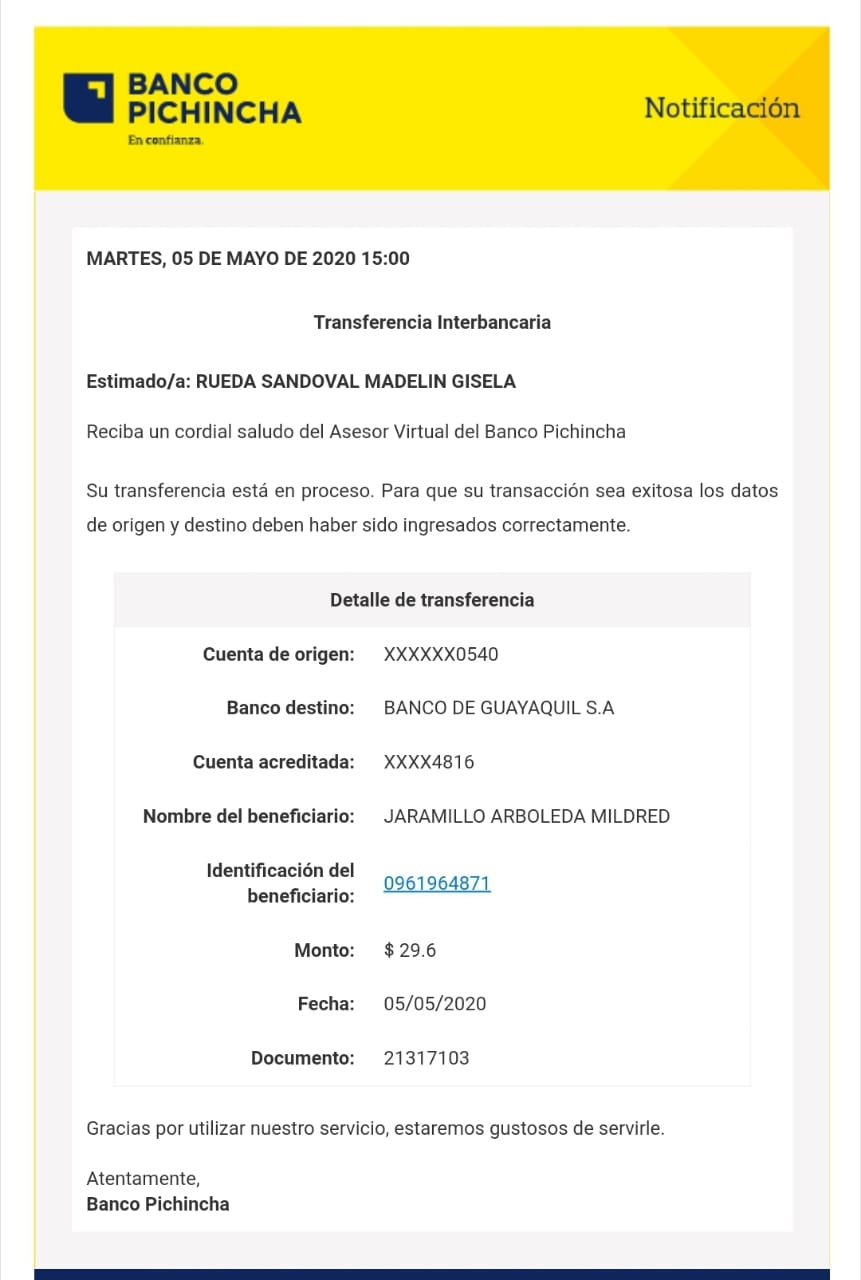 BANCO
PICHINCHA
En confianza.
Notificación
MARTES, 05 DE MAYO DE 2020 15:00
Transferencia Interbancaria
Estimado/a: RUEDA SANDOVAL MADELIN GISELA
Reciba un cordial saludo del Asesor Virtual del Banco Pichincha
Su transferencia está en proceso. Para que su transacción sea exitosa los datos
de origen y destino deben haber sido ingresados correctamente.
Detalle de transferencia
Cuenta de origen: XXXXXX0540
Banco destino: BANCO DE GUAYAQUIL S.A
Cuenta acreditada: XXXX4816
Nombre del beneficiario: JARAMILLO ARBOLEDA MILDRED
Identificación del
beneficiario: 0961964871
Monto: $ 29.6
Fecha: 05/05/2020
Documento: 21317103
Gracias por utilizar nuestro servicio, estaremos gustosos de servirle.
Atentamente,
Banco Pichincha